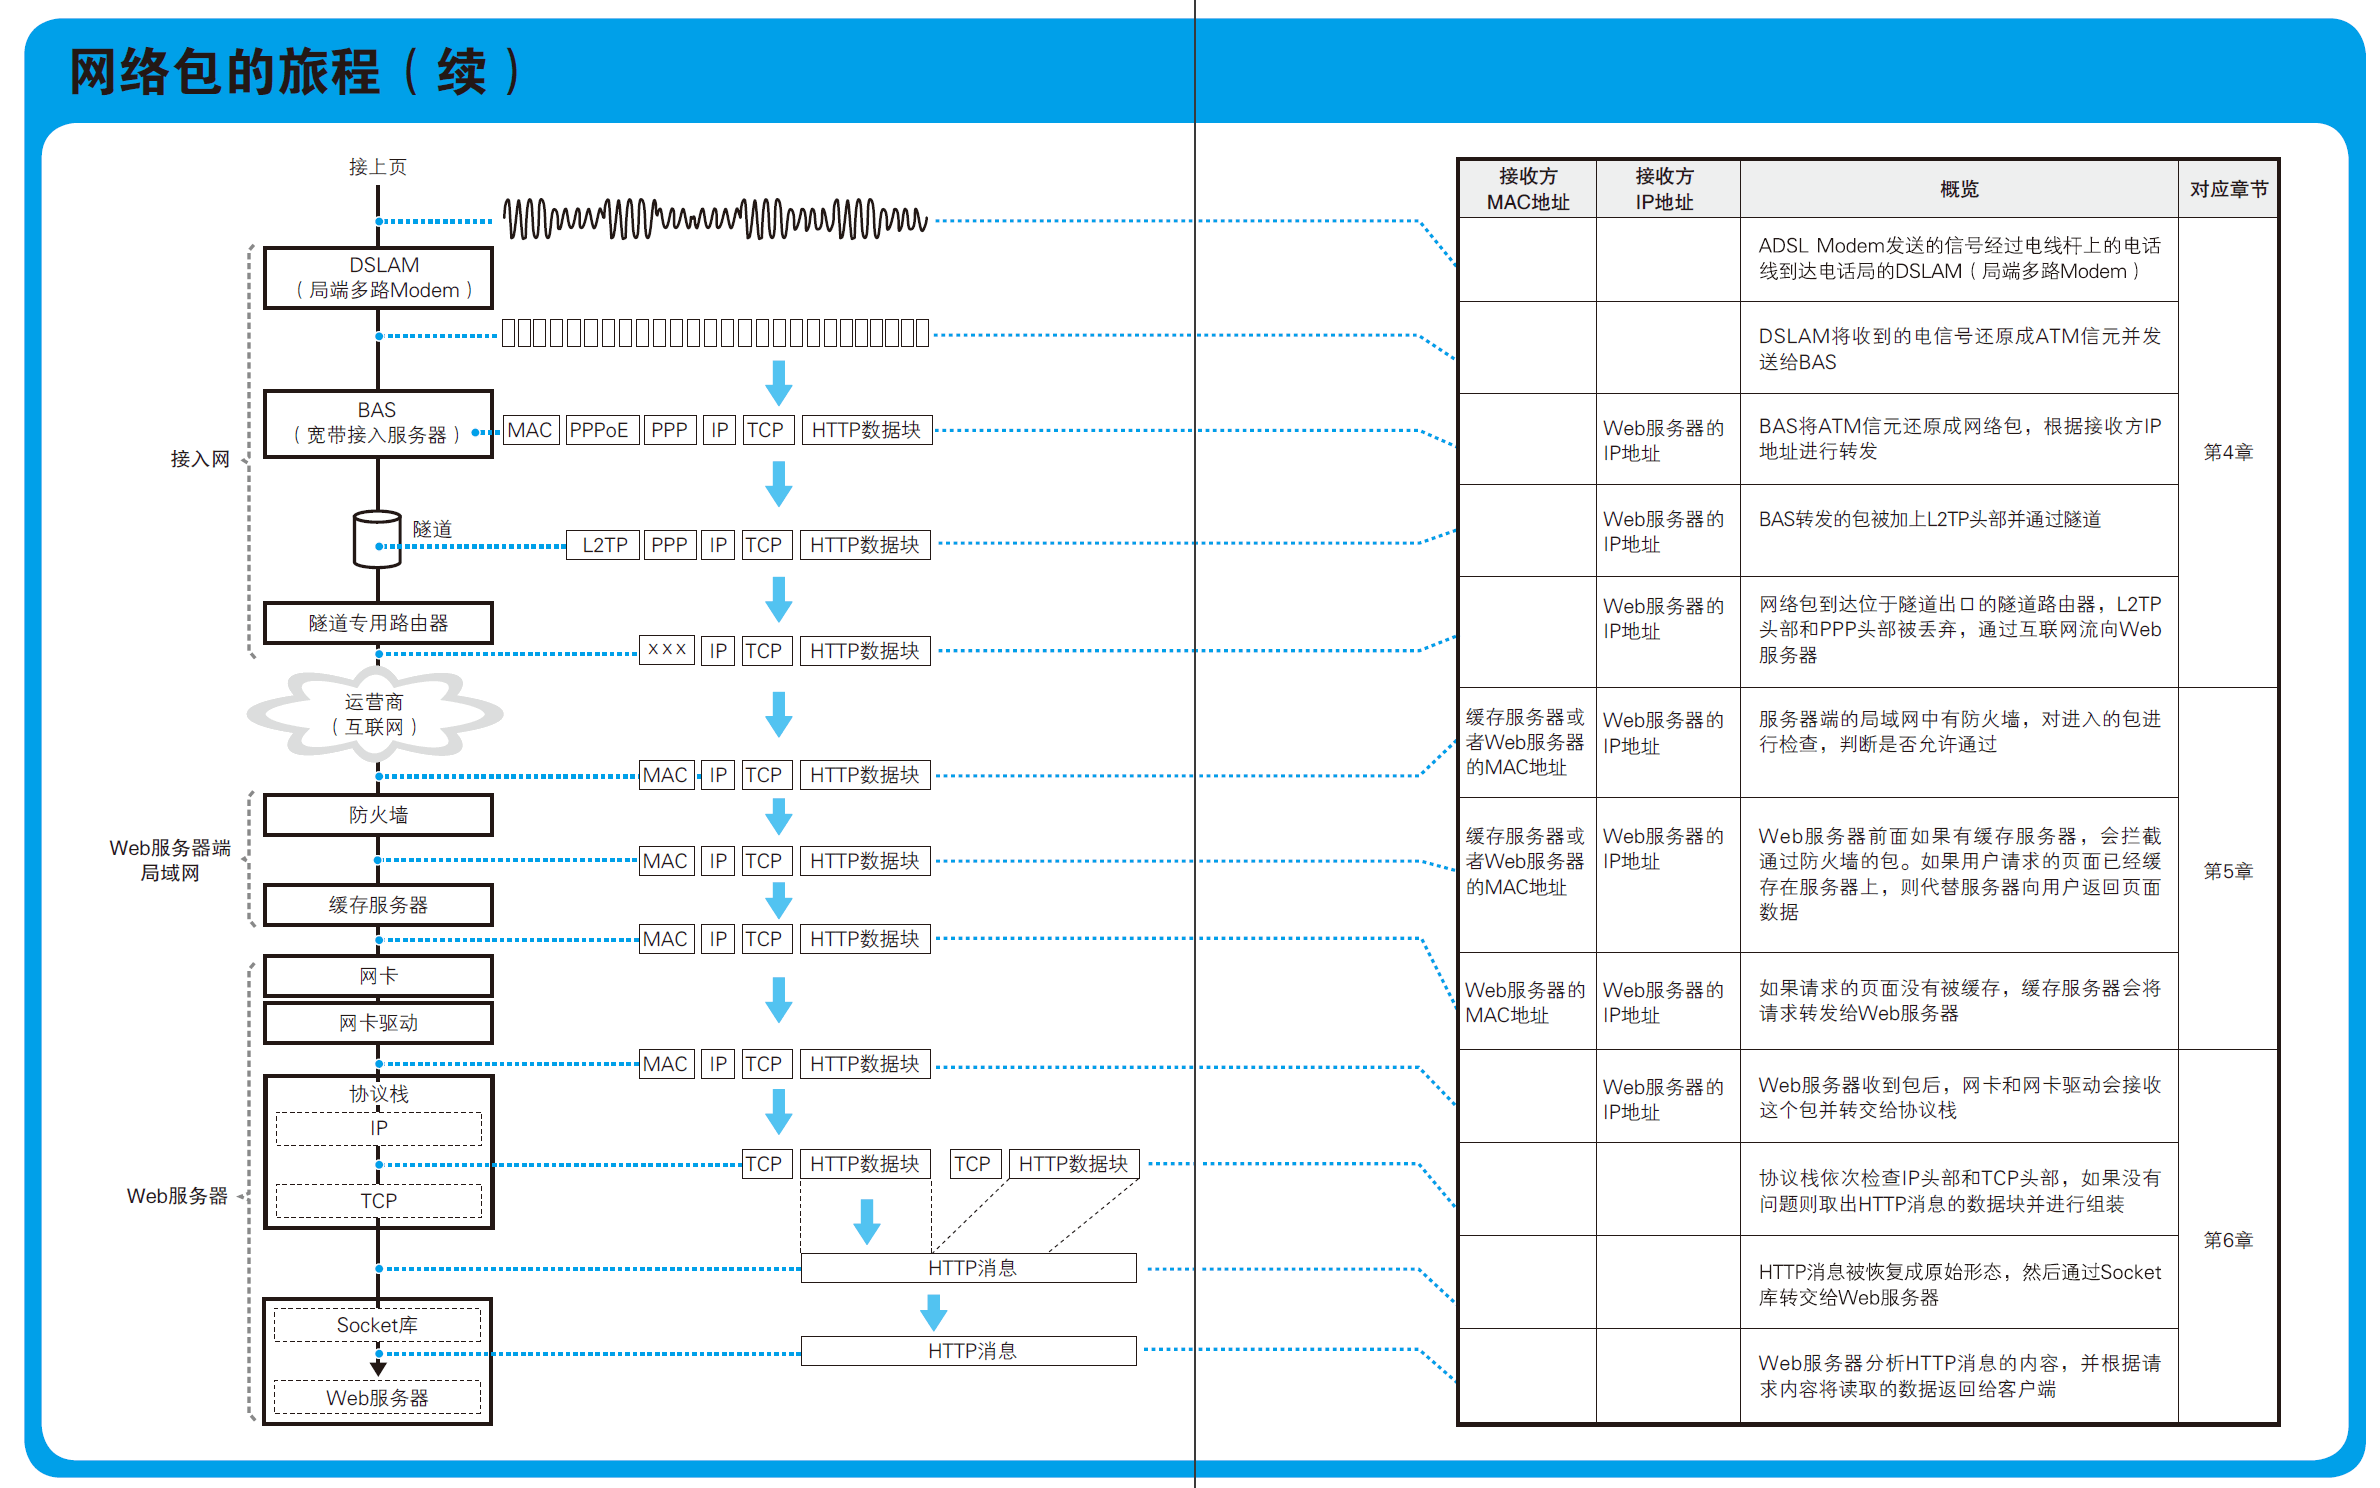 网络包的旅程（续）
接上页
DSLAM
（局端多路Modem）
BAS
（宽带接入服务器）
MAC PPPoE PPP IP TCP HTTP数据块
接入网
隧道
L2TP PPP IP TCP HTTP数据块
隧道专用路由器
××× IP TCP HTTP数据块
运营商
（互联网）
MAC IP TCP HTTP数据块
防火墙
Web服务器端
局域网
MAC IP TCP HTTP数据块
缓存服务器
MAC IP TCP HTTP数据块
网卡
网卡驱动
MAC IP TCP HTTP数据块
协议栈
IP
TCP HTTP数据块 TCP HTTP数据块
Web服务器
TCP
HTTP消息
Socket库
HTTP消息
Web服务器
接收方
MAC地址
接收方
IP地址
概览
对应章节
ADSL Modem发送的信号经过电线杆上的电话
线到达电话局的DSLAM（局端多路Modem）
DSLAM将收到的电信号还原成ATM信元并发
送给BAS
Web服务器的
IP地址
BAS将ATM信元还原成网络包，根据接收方IP
地址进行转发
第4章
Web服务器的
IP地址
BAS转发的包被加上L2TP头部并通过隧道
Web服务器的
IP地址
网络包到达位于隧道出口的隧道路由器，L2TP
头部和PPP头部被丢弃，通过互联网流向Web
服务器
缓存服务器或
者Web服务器
的MAC地址
Web服务器的
IP地址
服务器端的局域网中有防火墙，对进入的包进
行检查，判断是否允许通过
缓存服务器或
者Web服务器
的MAC地址
Web服务器的
IP地址
Web服务器前面如果有缓存服务器，会拦截
通过防火墙的包。如果用户请求的页面已经缓
存在服务器上，则代替服务器向用户返回页面
数据
第5章
Web服务器的
MAC地址
Web服务器的
IP地址
如果请求的页面没有被缓存，缓存服务器会将
请求转发给Web服务器
Web服务器的
IP地址
Web服务器收到包后，网卡和网卡驱动会接收
这个包并转交给协议栈
协议栈依次检查IP头部和TCP头部，如果没有
问题则取出HTTP消息的数据块并进行组装
第6章
HTTP消息被恢复成原始形态，然后通过Socket
库转交给Web服务器
Web服务器分析HTTP消息的内容，并根据请
求内容将读取的数据返回给客户端